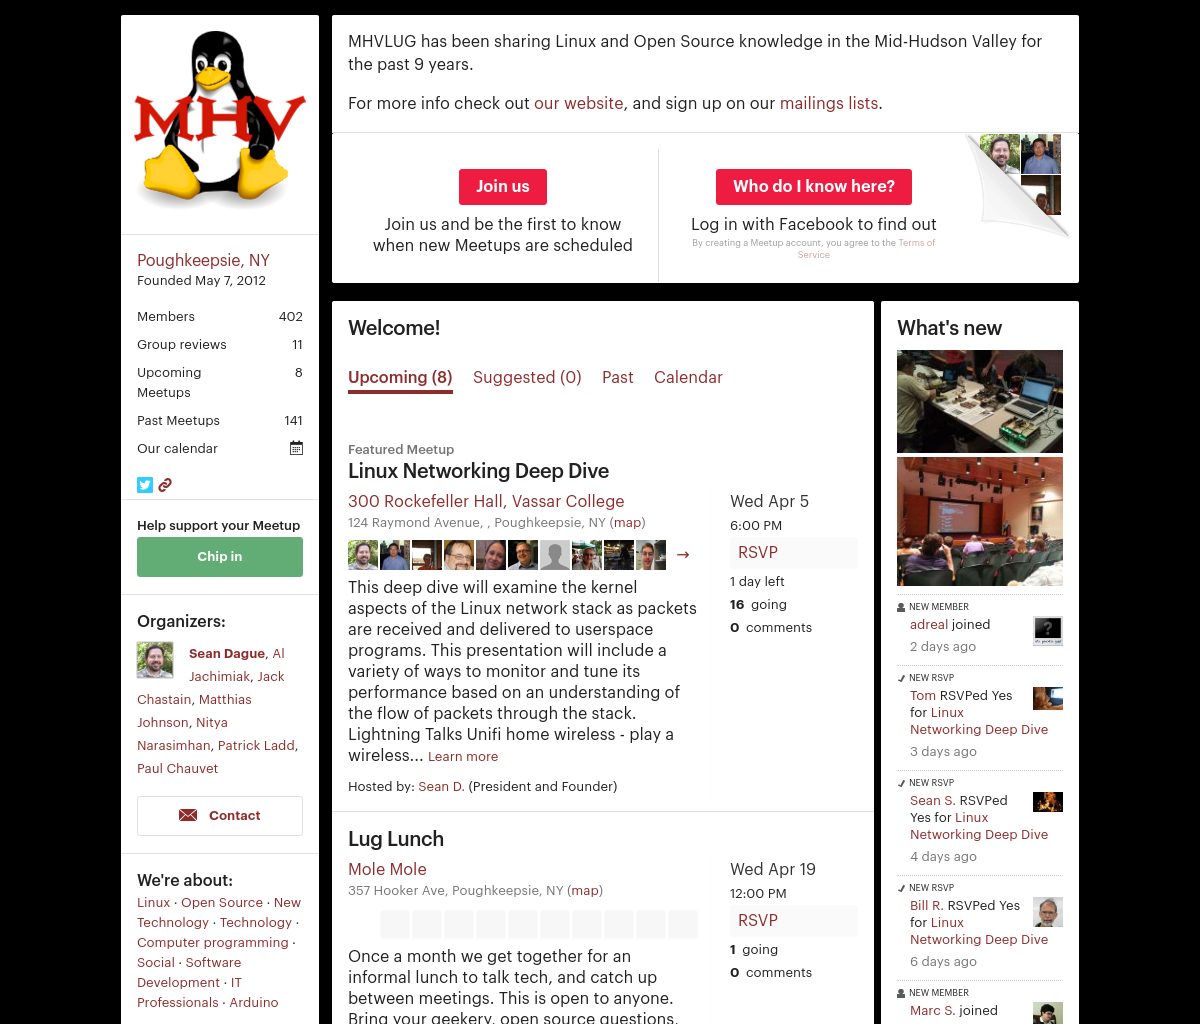 MHV
Poughkeepsie, NY
Founded May 7, 2012
Members 402
Group reviews 11
Upcoming 8
Meetups
Past Meetups 141
Our calendar
Help support your Meetup
Chip in
Organizers:
Sean Dague, Al
Jachimiak, Jack
Chastain, Matthias
Johnson, Nitya
Narasimhan, Patrick Ladd,
Paul Chauvet
Contact
We're about:
Linux · Open Source · New
Technology · Technology ·
Computer programming ·
Social · Software
Development · IT
Professionals · Arduino
MHVLUG has been sharing Linux and Open Source knowledge in the Mid-Hudson Valley for
the past 9 years.
For more info check out our website, and sign up on our mailings lists.
Join us
Join us and be the first to know
when new Meetups are scheduled
Who do I know here?
Log in with Facebook to find out
By creating a Meetup account, you agree to the Terms of
Service
Welcome!
Upcoming (8) Suggested (0) Past Calendar
Featured Meetup
Linux Networking Deep Dive
300 Rockefeller Hall, Vassar College
124 Raymond Avenue, , Poughkeepsie, NY (map)
→
This deep dive will examine the kernel
aspects of the Linux network stack as packets
are received and delivered to userspace
programs. This presentation will include a
variety of ways to monitor and tune its
performance based on an understanding of
the flow of packets through the stack.
Lightning Talks Unifi home wireless - play a
wireless... Learn more
Hosted by: Sean D. (President and Founder)
Wed Apr 5
6:00 PM
RSVP
1 day left
16 going
0 comments
Lug Lunch
Mole Mole
357 Hooker Ave, Poughkeepsie, NY (map)
Once a month we get together for an
informal lunch to talk tech, and catch up
between meetings. This is open to anyone.
Bring your geekery, open source questions,
Wed Apr 19
12:00 PM
RSVP
1 going
0 comments
What's new
NEW MEMBER
adreal joined
2 days ago
NEW RSVP
Tom RSVPed Yes
for Linux
Networking Deep Dive
3 days ago
NEW RSVP
Sean S. RSVPed
Yes for Linux
Networking Deep Dive
4 days ago
NEW RSVP
Bill R. RSVPed Yes
for Linux
Networking Deep Dive
6 days ago
NEW MEMBER
Marc S. joined